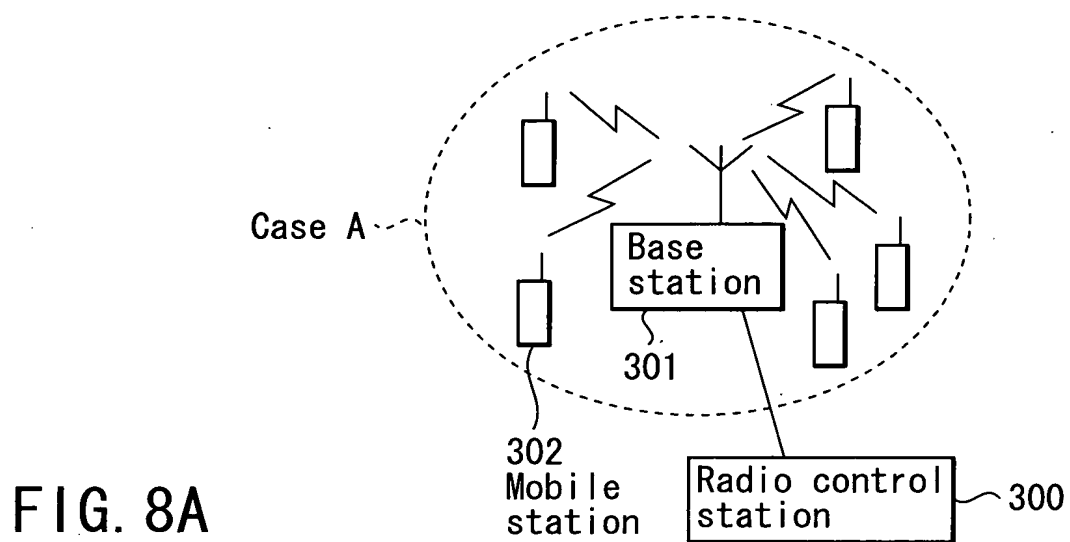 Case A
Base
station
301
302
Mobile
station
Radio control
station
300
FIG. 8A